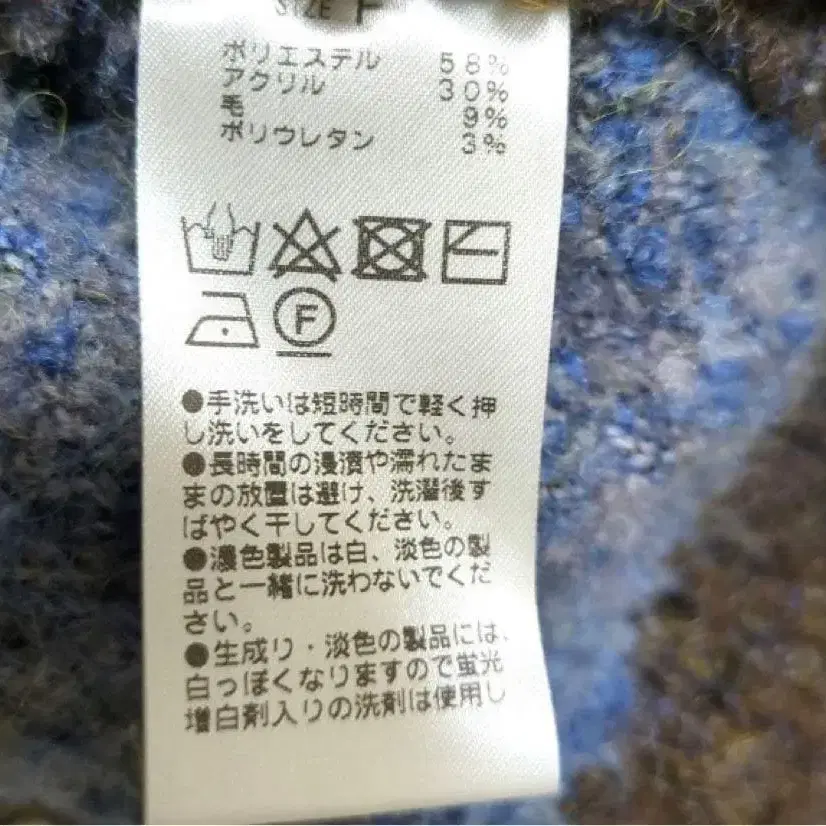 SIZE F
ポリエステル 58%
アクリル 30%
毛 9%
ポリウレタン 3%
F
●手洗いは短時間で軽く押
し洗いをしてください。
●長時間の浸漬や濡れたま
まの放置は避け、洗濯後す
ばやく干してください。
●濃色製品は白、淡色の製
品と一緒に洗わないでくだ
さい。
●生成り・淡色の製品には、
白っぽくなりますので蛍光
増白剤入りの洗剤は使用し